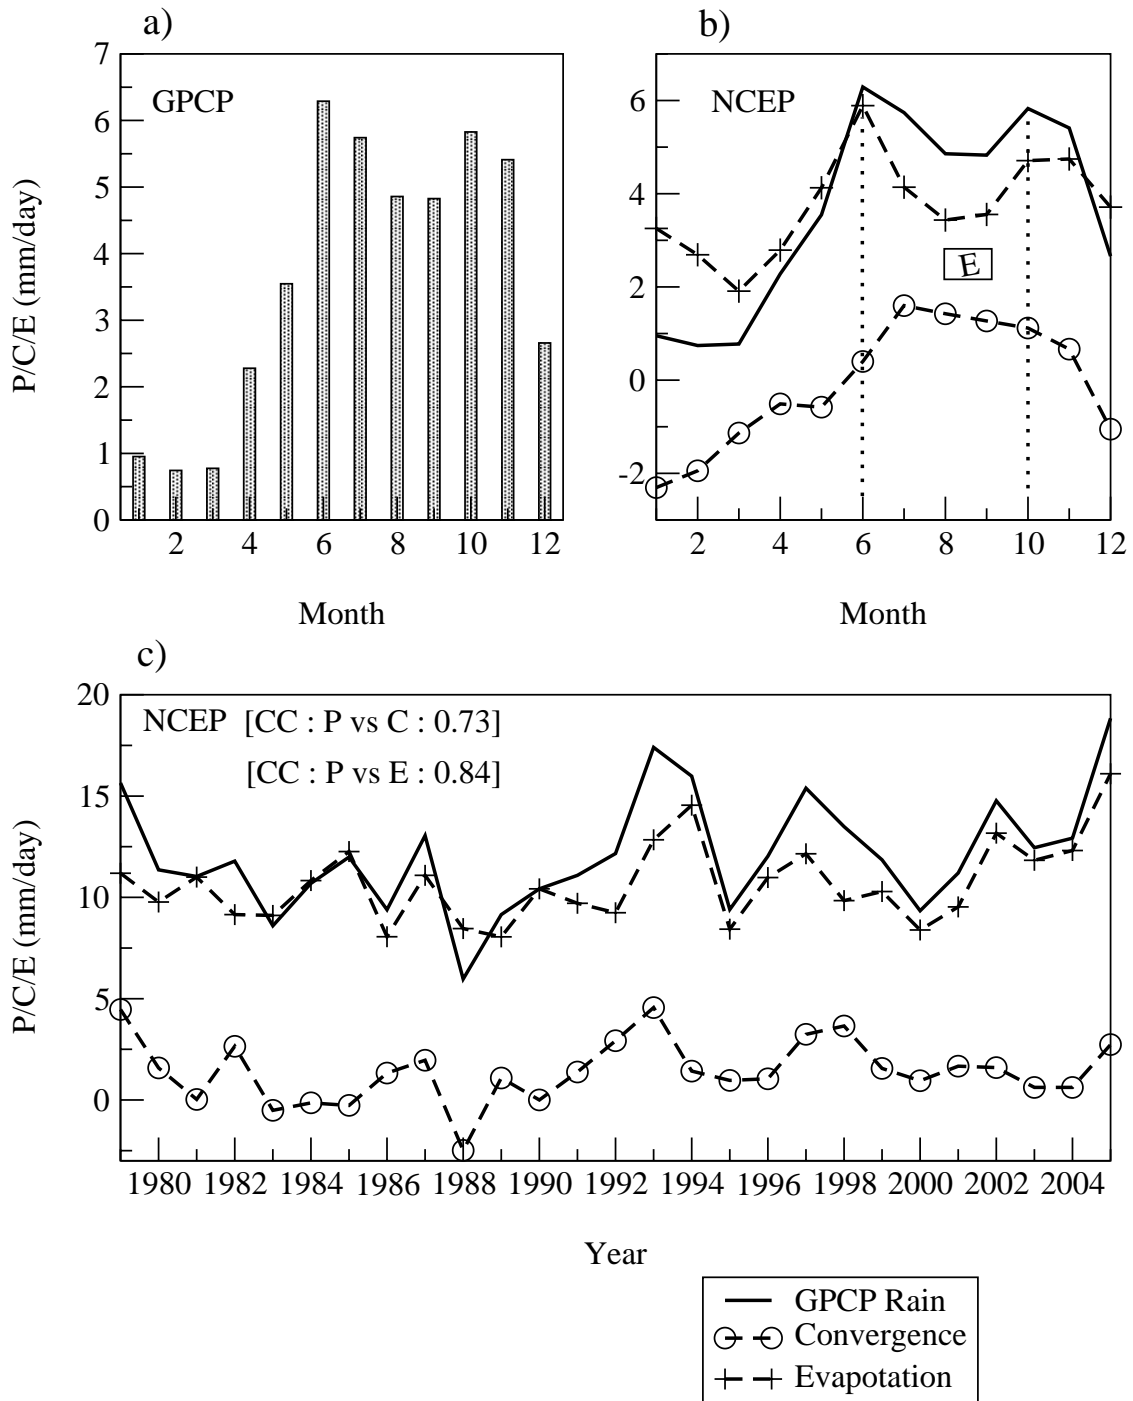 a)
7
6
5
4
3
2
1
0
P/C/E (mm/day)
GPCP
2 4 6 8 10 12
Month
b)
6
4
2
0
-2
NCEP
E
2 4 6 8 10 12
Month
c)
20
15
10
5
0
P/C/E (mm/day)
NCEP [CC : P vs C : 0.73]
[CC : P vs E : 0.84]
1980 1982 1984 1986 1988 1990 1992 1994 1996 1998 2000 2002 2004
Year
GPCP Rain
Convergence
Evapotation